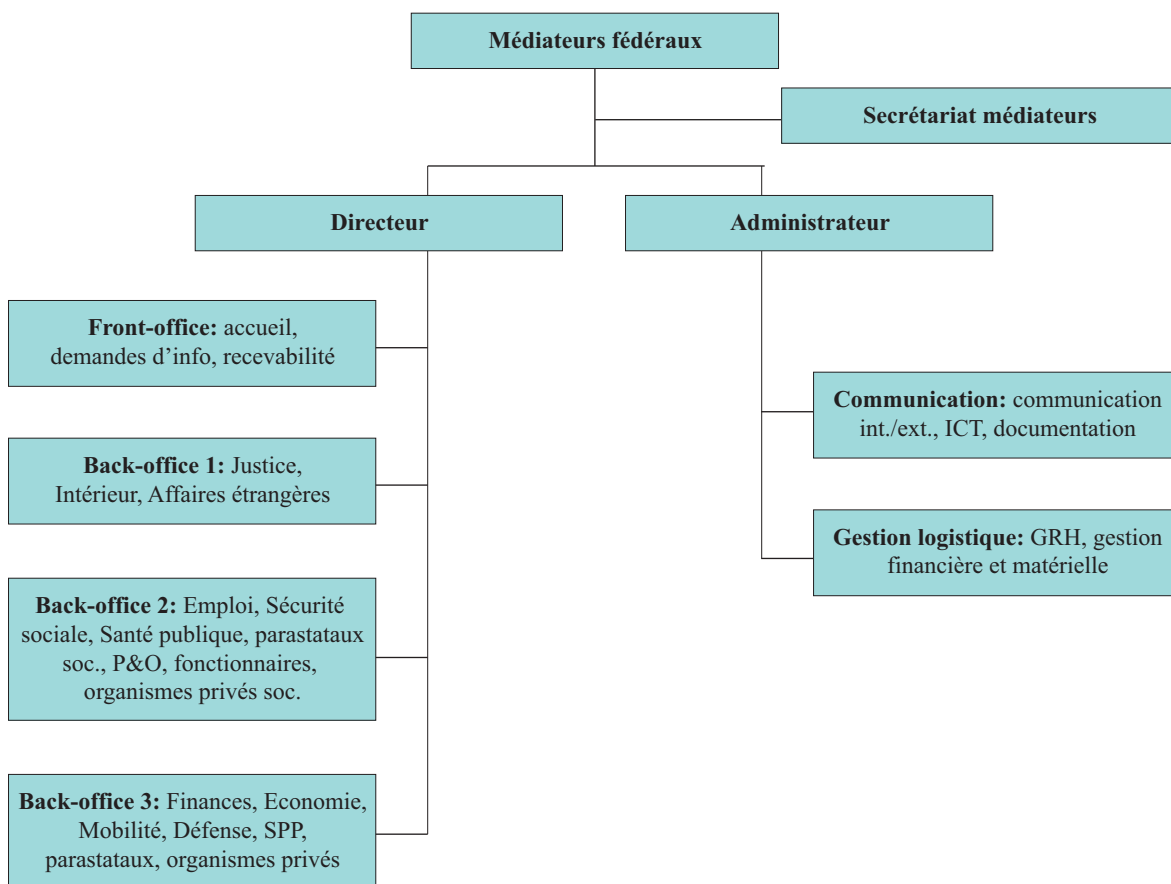 Médiateurs fédéraux
Secrétariat médiateurs
Directeur
Administrateur
Front-office: accueil,
demandes d’info, recevabilité
Back-office 1: Justice,
Intérieur, Affaires étrangères
Back-office 2: Emploi, Sécurité
sociale, Santé publique, parastataux
soc., P&O, fonctionnaires,
organismes privés soc.
Back-office 3: Finances, Economie,
Mobilité, Défense, SPP,
parastataux, organismes privés
Communication: communication
int./ext., ICT, documentation
Gestion logistique: GRH, gestion
financière et matérielle